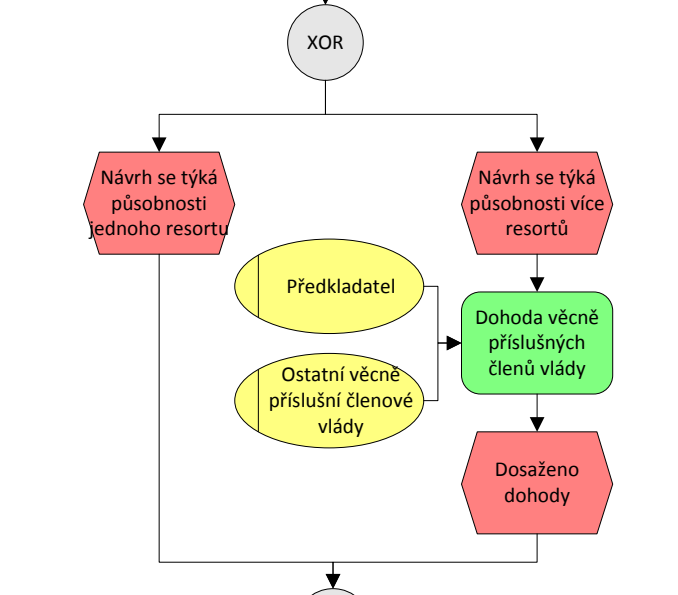 XOR
Návrh se týká
působnosti
jednoho resortu
Návrh se týká
působnosti více
resortů
Předkladatel
Dohoda věcně
příslušných
členů vlády
Ostatní věcně
příslušní členové
vlády
Dosaženo
dohody